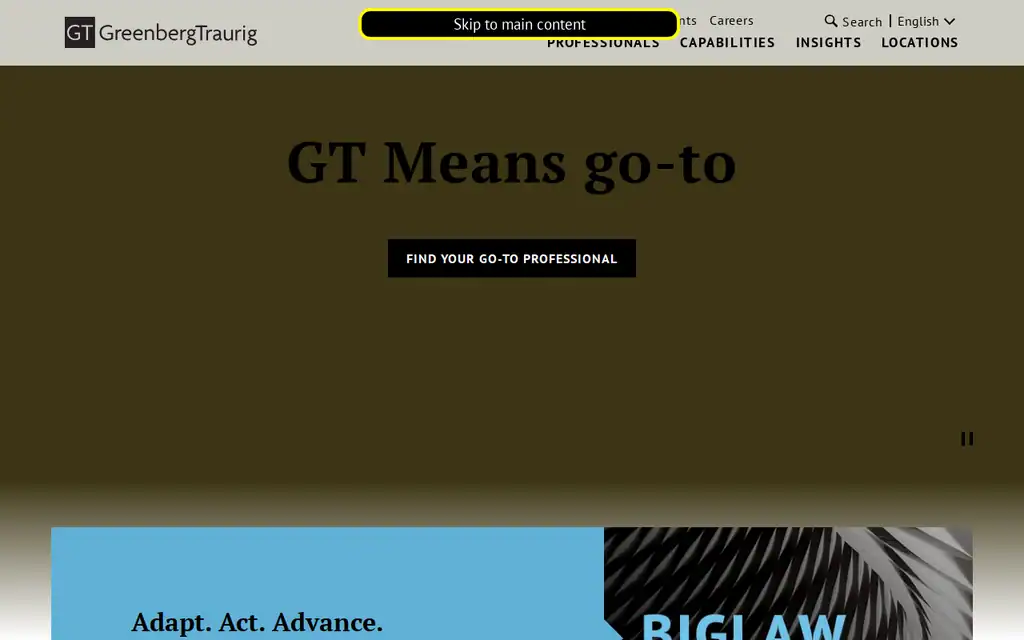 GT GreenbergTraurig
Skip to main content
Careers
Search | English
PROFESSIONALS CAPABILITIES INSIGHTS LOCATIONS
GT Means go-to
FIND YOUR GO-TO PROFESSIONAL
Adapt. Act. Advance.
BIGLAW